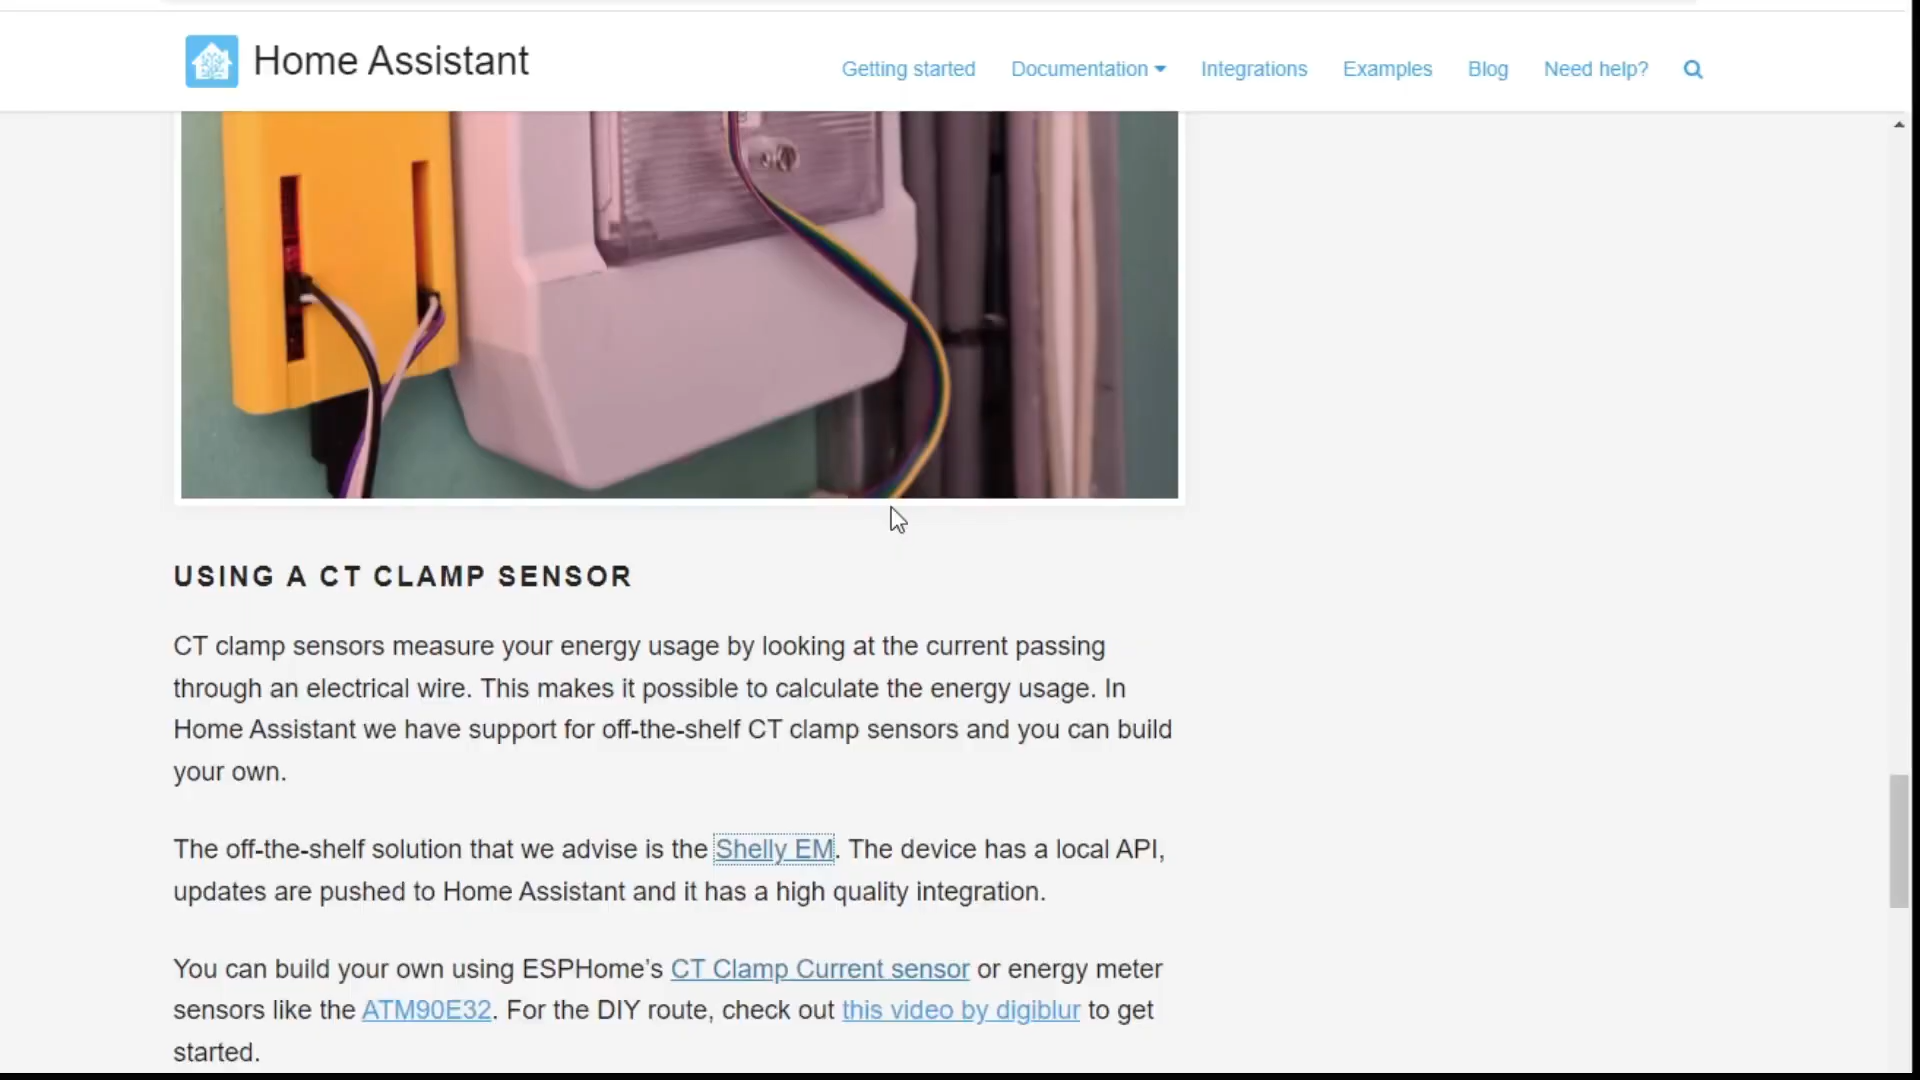 Home Assistant
Getting started Documentation Integrations Examples Blog Need help?
USING A CT CLAMP SENSOR
CT clamp sensors measure your energy usage by looking at the current passing
through an electrical wire. This makes it possible to calculate the energy usage. In
Home Assistant we have support for off-the-shelf CT clamp sensors and you can build
your own.
The off-the-shelf solution that we advise is the Shelly EM. The device has a local API,
updates are pushed to Home Assistant and it has a high quality integration.
You can build your own using ESPHome’s CT Clamp Current sensor or energy meter
sensors like the ATM90E32. For the DIY route, check out this video by digiblur to get
started.